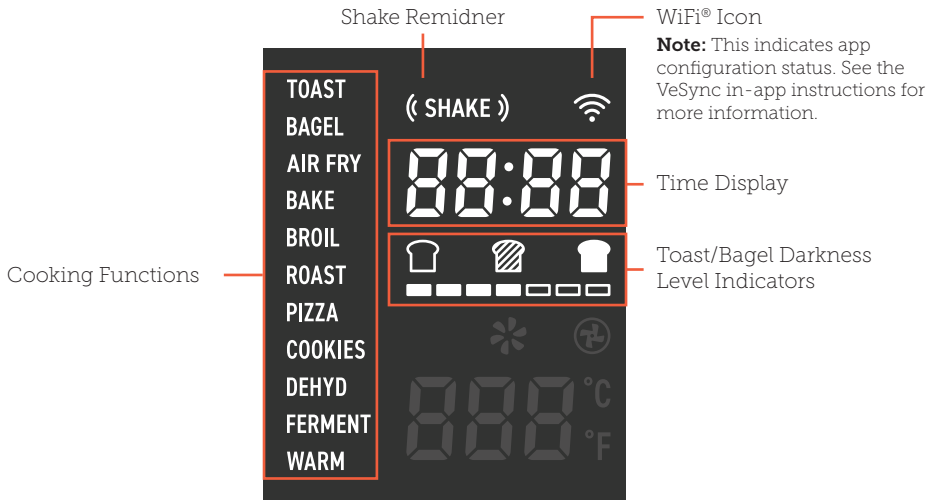 Shake Remidner
WiFi® Icon
Note: This indicates app
configuration status. See the
VeSync in-app instructions for
more information.
TOAST
BAGEL
AIR FRY
BAKE
BROIL
ROAST
PIZZA
COOKIES
DEHYD
FERMENT
WARM
(( SHAKE ))
88:88
Time Display
Toast/Bagel Darkness
Level Indicators
Cooking Functions
888
°C
°F